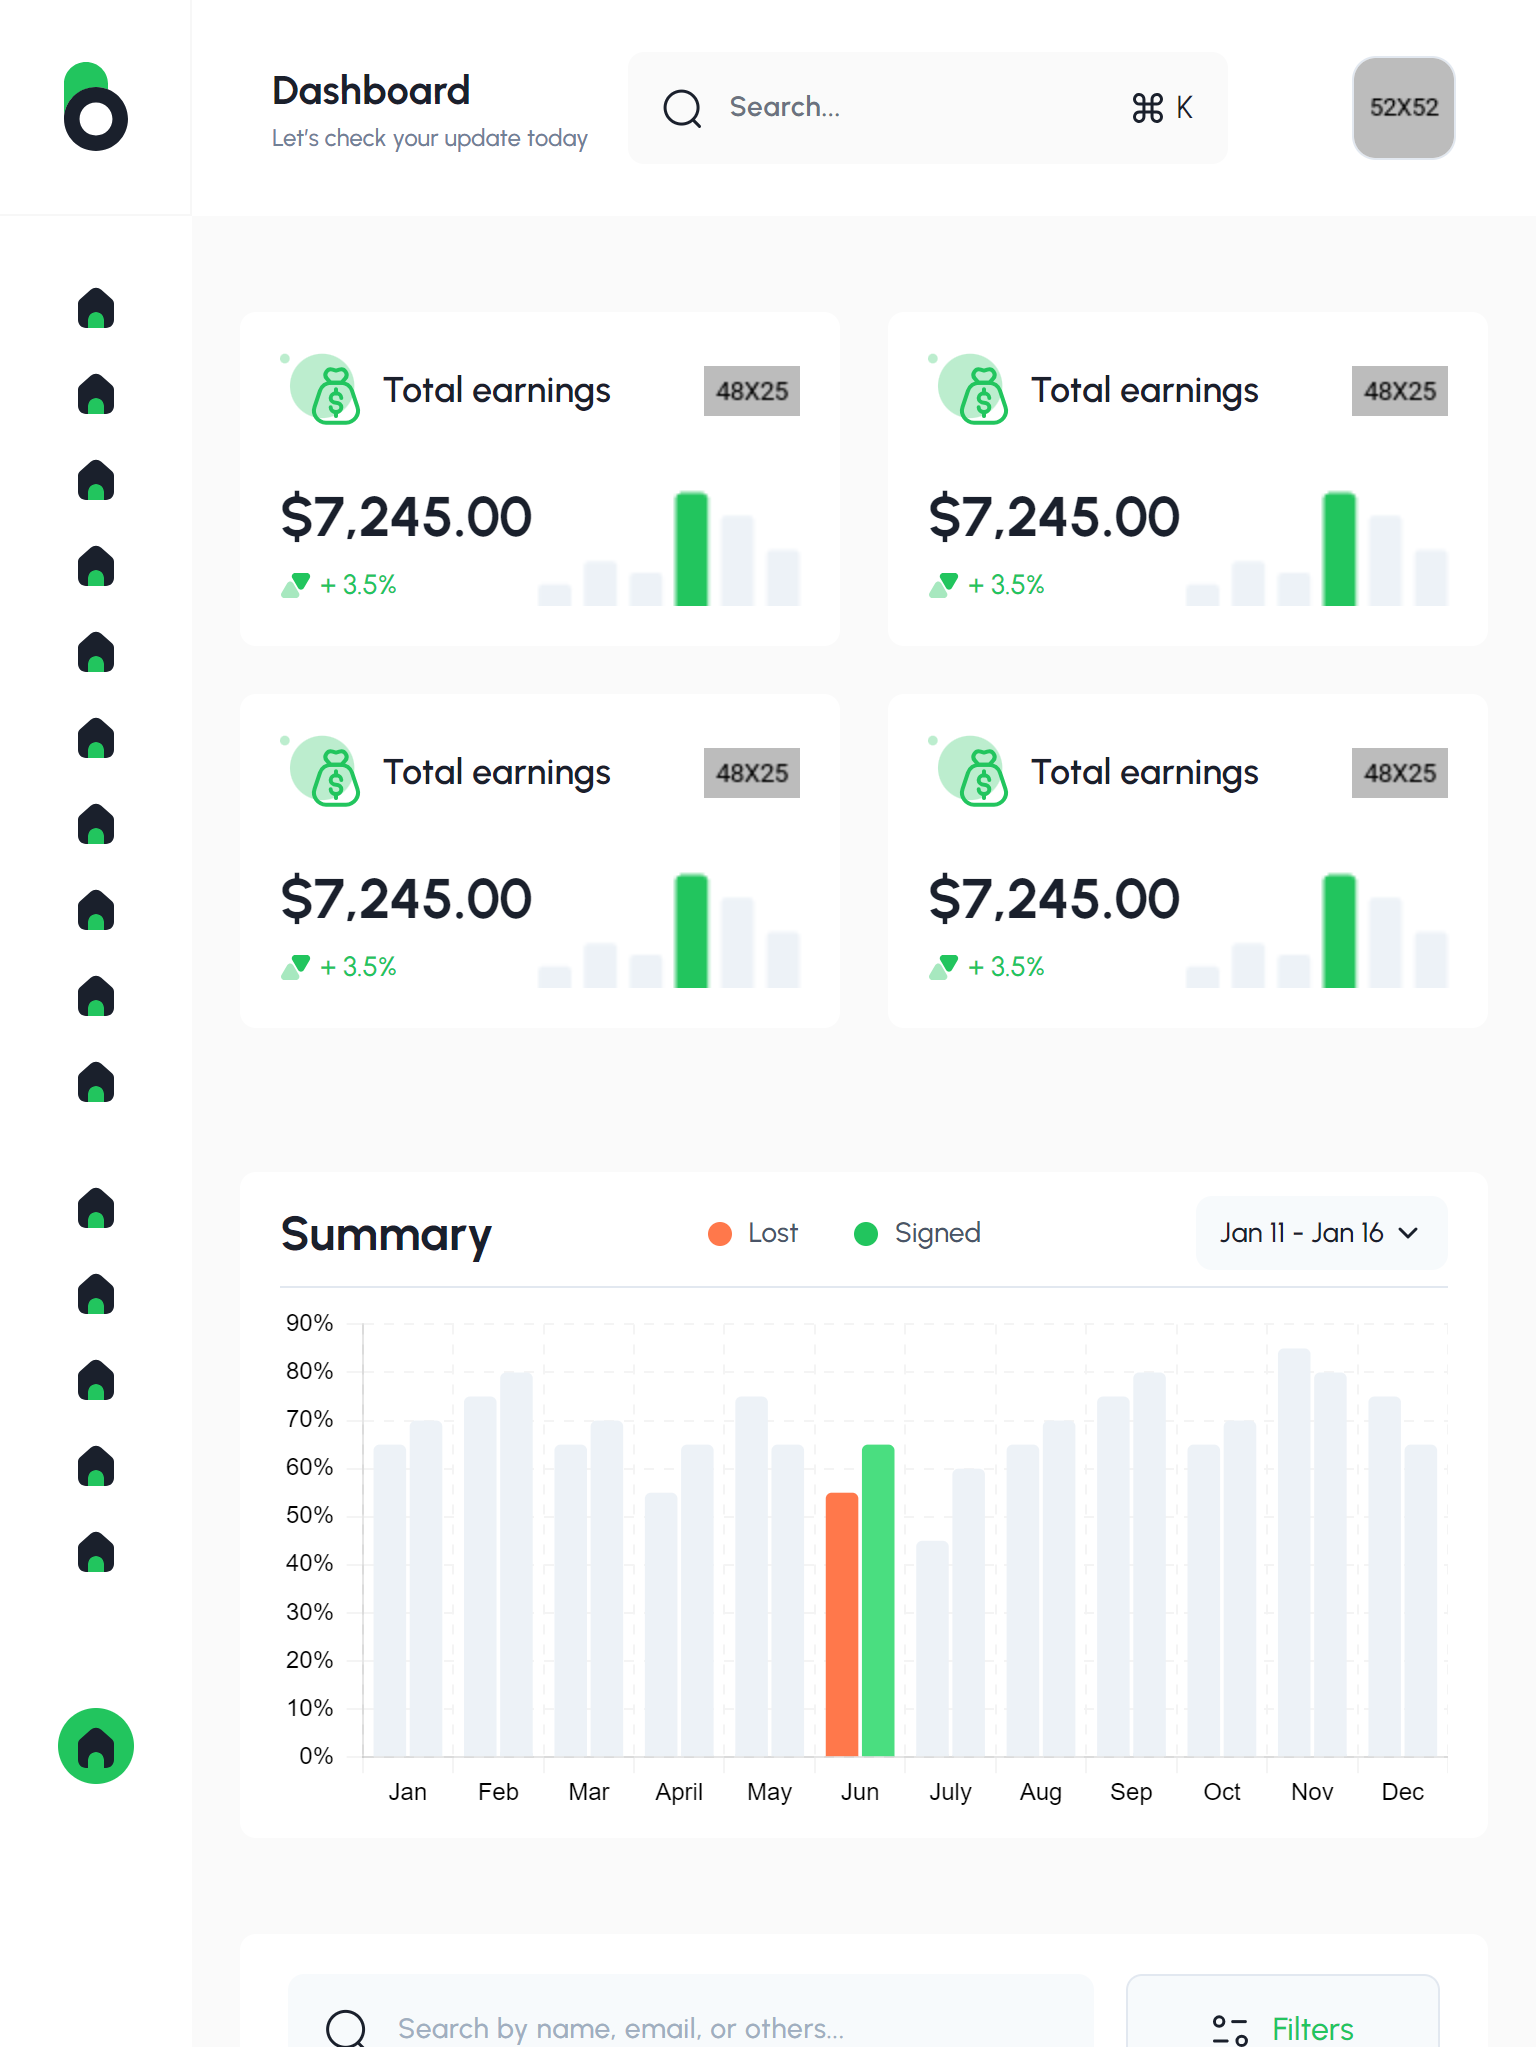 Dashboard
Let's check your update today
Search...
⌘ K
52X52
Total earnings
48X25
$7,245.00
+ 3.5%
Total earnings
48X25
$7,245.00
+ 3.5%
Total earnings
48X25
$7,245.00
+ 3.5%
Total earnings
48X25
$7,245.00
+ 3.5%
Summary
Lost
Signed
Jan 11 - Jan 16
90%
80%
70%
60%
50%
40%
30%
20%
10%
0%
Jan Feb Mar April May Jun July Aug Sep Oct Nov Dec
Search by name, email, or others...
Filters